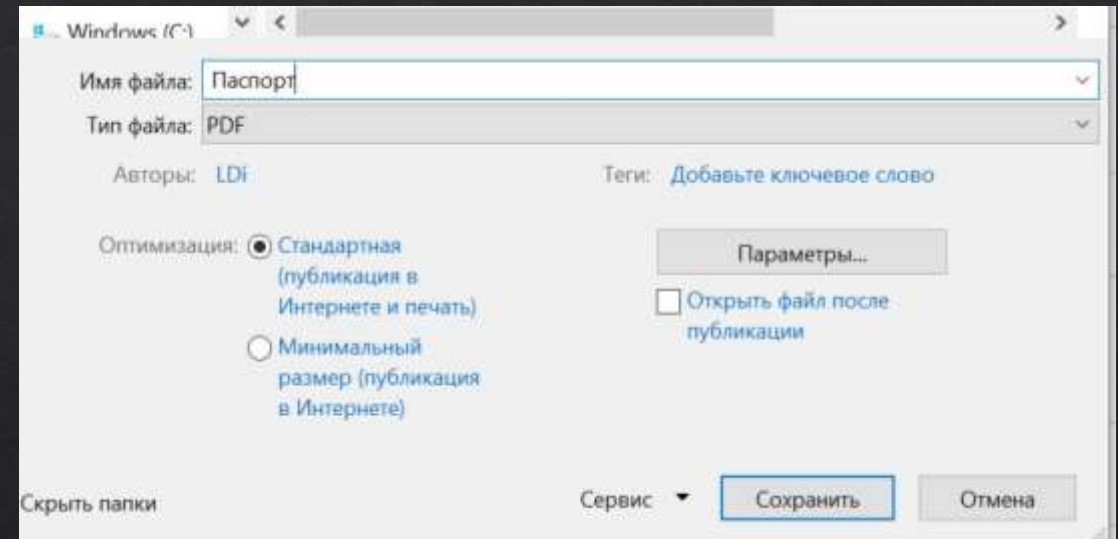 Windows (C:)
Имя файла: Паспорт
Тип файла: PDF
Авторы: LDi
Теги: Добавьте ключевое слово
Оптимизация: Стандартная
(публикация в
Интернете и печать)
Минимальный
размер (публикация
в Интернете)
Параметры...
Открыть файл после
публикации
Скрыть папки
Сервис
Сохранить
Отмена